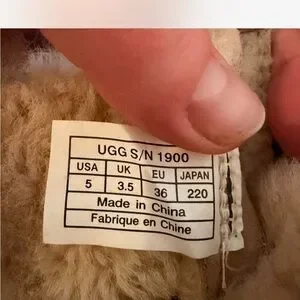 UGG S/N 1900
USA UK EU JAPAN
5 3.5 36 220
Made in China
Fabrique en Chine